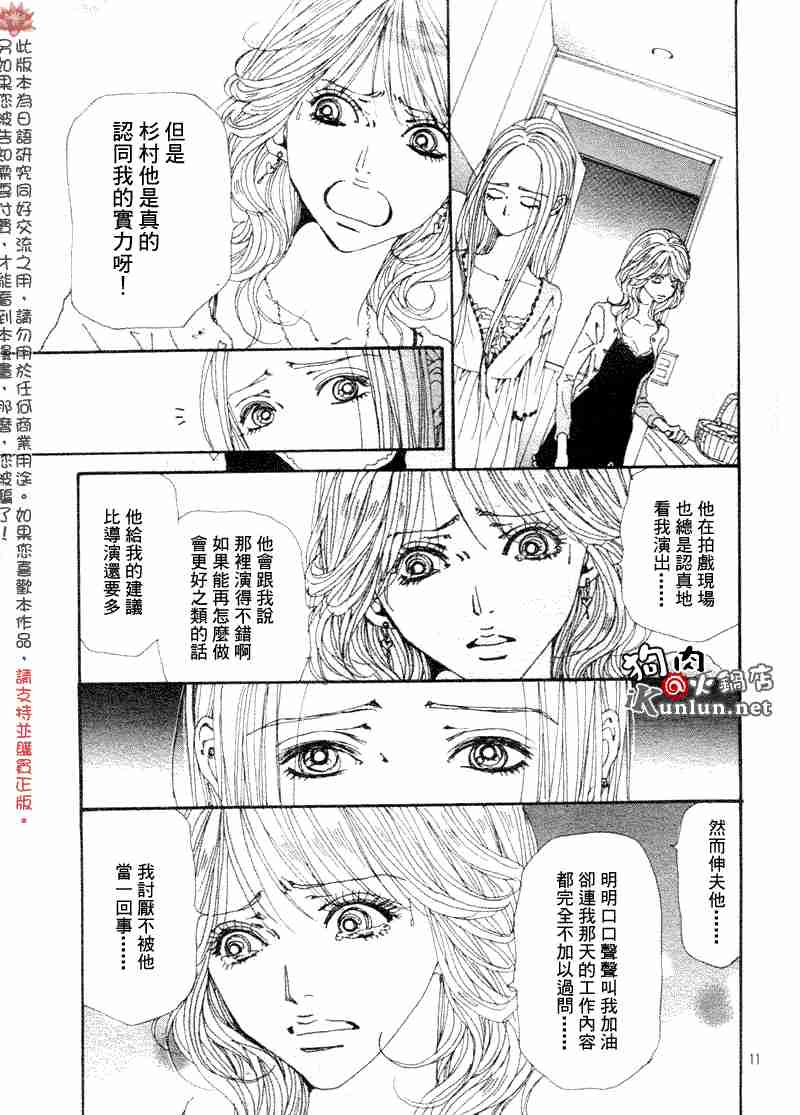 但是
杉村他是真的
認同我的實力呀！
他在拍戲現場
也總是認真地
看我演出……
他會跟我說
那裡演得不錯啊
如果能再怎麼做
會更好之類的話
他給我的建議
比導演還要多
然而伸夫他……
明明口口聲聲叫我加油
卻連我那天的工作內容
都完全不加以過問……
我討厭不被他
當一回事……
狗肉
@火鍋店
iKunlun.net
11
此版本為日語研究同好交流之用，請勿用於任何商業用途。如果您喜歡本作品，請支持並購買正版。
另如果您被告知需要付費，才能看到本漫畫，那麼，您被騙了！